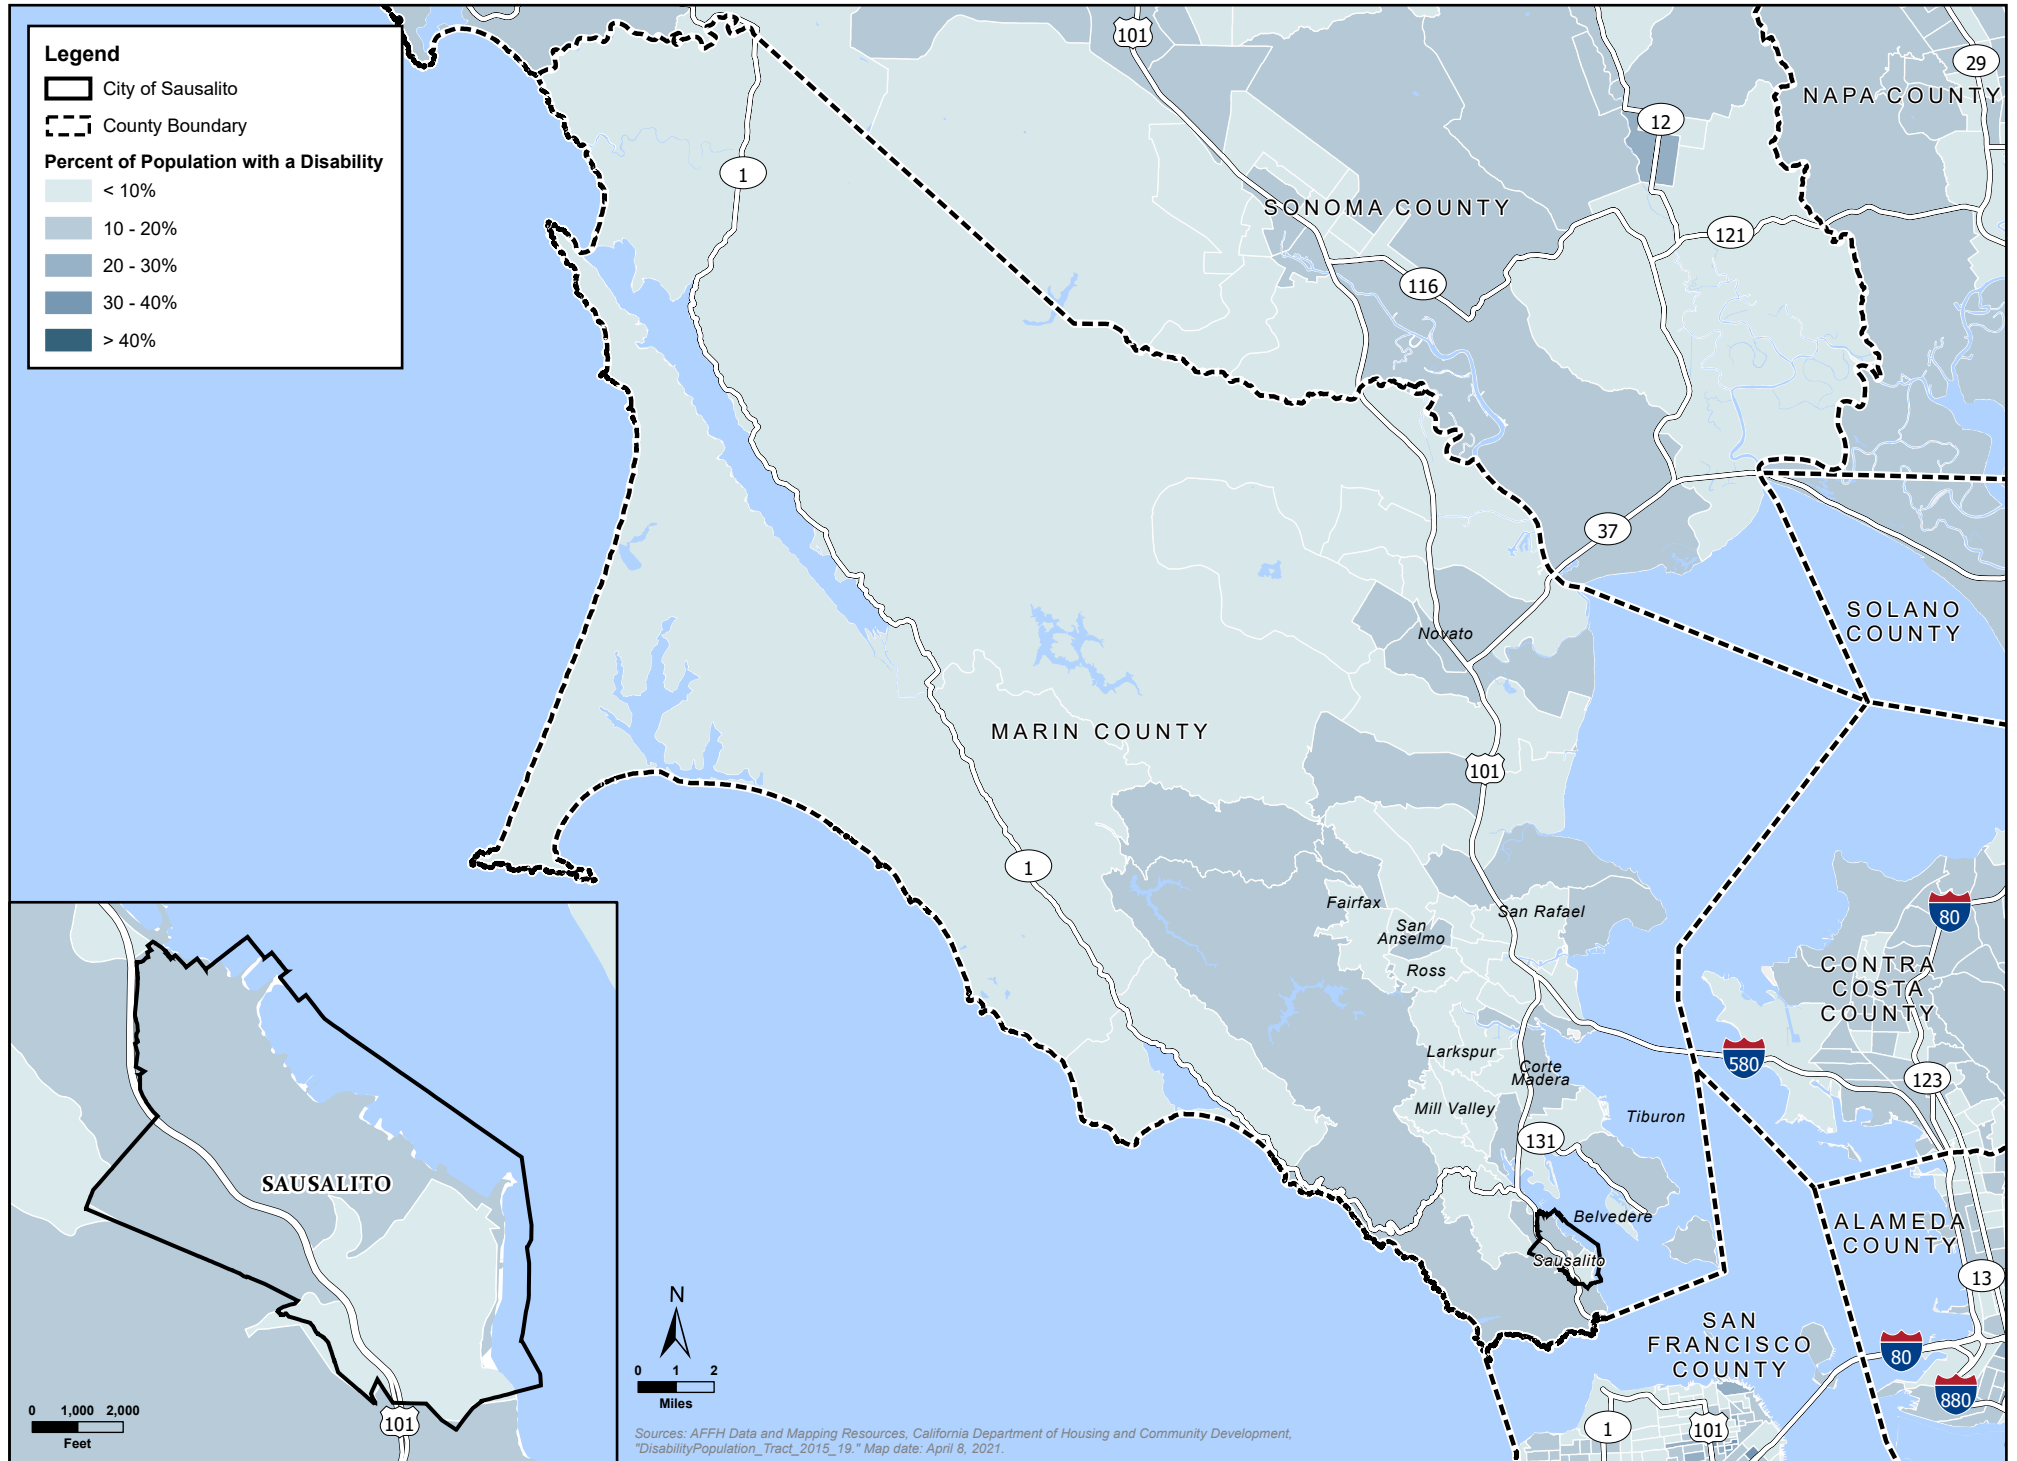 Legend
City of Sausalito
County Boundary
Percent of Population with a Disability
< 10%
10 - 20%
20 - 30%
30 - 40%
> 40%
101
29
NAPA COUNTY
12
1
SONOMA COUNTY
121
116
37
SOLANO
COUNTY
Novato
MARIN COUNTY
101
1
Fairfax
San
Anselmo
San Rafael
Ross
80
CONTRA
COSTA
COUNTY
Larkspur
Corte
Madera
580
123
Mill Valley
Tiburon
131
Belvedere
Sausalito
ALAMEDA
COUNTY
13
SAN
FRANCISCO
COUNTY
80
880
1
101
SAUSALITO
101
0 1,000 2,000
Feet
N
0 1 2
Miles
Sources: AFFH Data and Mapping Resources, California Department of Housing and Community Development,
"DisabilityPopulation_Tract_2015_19." Map date: April 8, 2021.